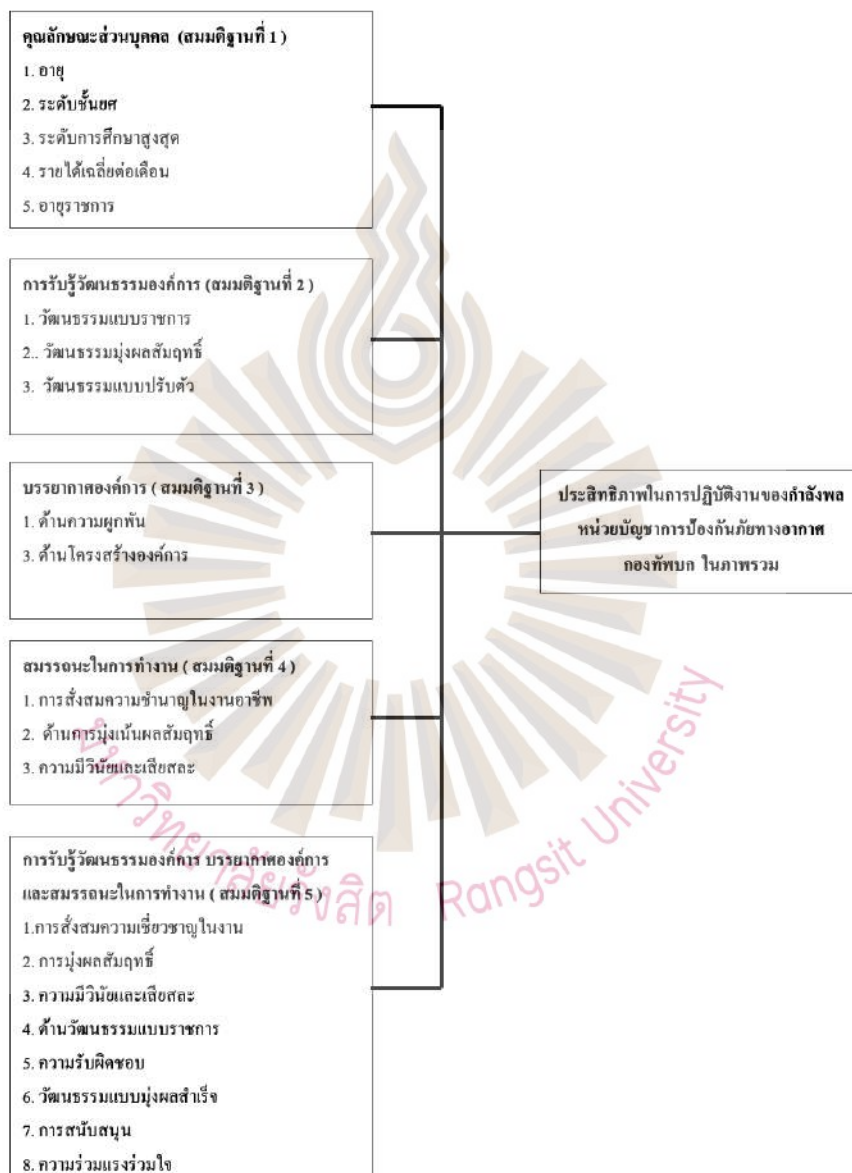 คุณลักษณะส่วนบุคคล (สมมติฐานที่ 1 )
1. อายุ
2. ระดับชั้นยศ
3. ระดับการศึกษาสูงสุด
4. รายได้เฉลี่ยต่อเดือน
5. อายุราชการ
การรับรู้วัฒนธรรมองค์การ (สมมติฐานที่ 2 )
1. วัฒนธรรมแบบราชการ
2.. วัฒนธรรมมุ่งผลสัมฤทธิ์
3. วัฒนธรรมแบบปรับตัว
บรรยากาศองค์การ ( สมมติฐานที่ 3 )
1. ด้านความผูกพัน
3. ด้านโครงสร้างองค์การ
สมรรถนะในการทำงาน ( สมมติฐานที่ 4 )
1. การสั่งสมความชำนาญในงานอาชีพ
2. ด้านการมุ่งเน้นผลสัมฤทธิ์
3. ความมีวินัยและเสียสละ
การรับรู้วัฒนธรรมองค์การ บรรยากาศองค์การ
และสมรรถนะในการทำงาน ( สมมติฐานที่ 5 )
1.การสั่งสมความเชี่ยวชาญในงาน
2. การมุ่งผลสัมฤทธิ์
3. ความมีวินัยและเสียสละ
4. ด้านวัฒนธรรมแบบราชการ
5. ความรับผิดชอบ
6. วัฒนธรรมแบบมุ่งผลสำเร็จ
7. การสนับสนุน
8. ความร่วมแรงร่วมใจ
ประสิทธิภาพในการปฏิบัติงานของกำลังพล
หน่วยบัญชาการป้องกันภัยทางอากาศ
กองทัพบก ในภาพรวม
มหาวิทยาลัยรังสิต Rangsit University